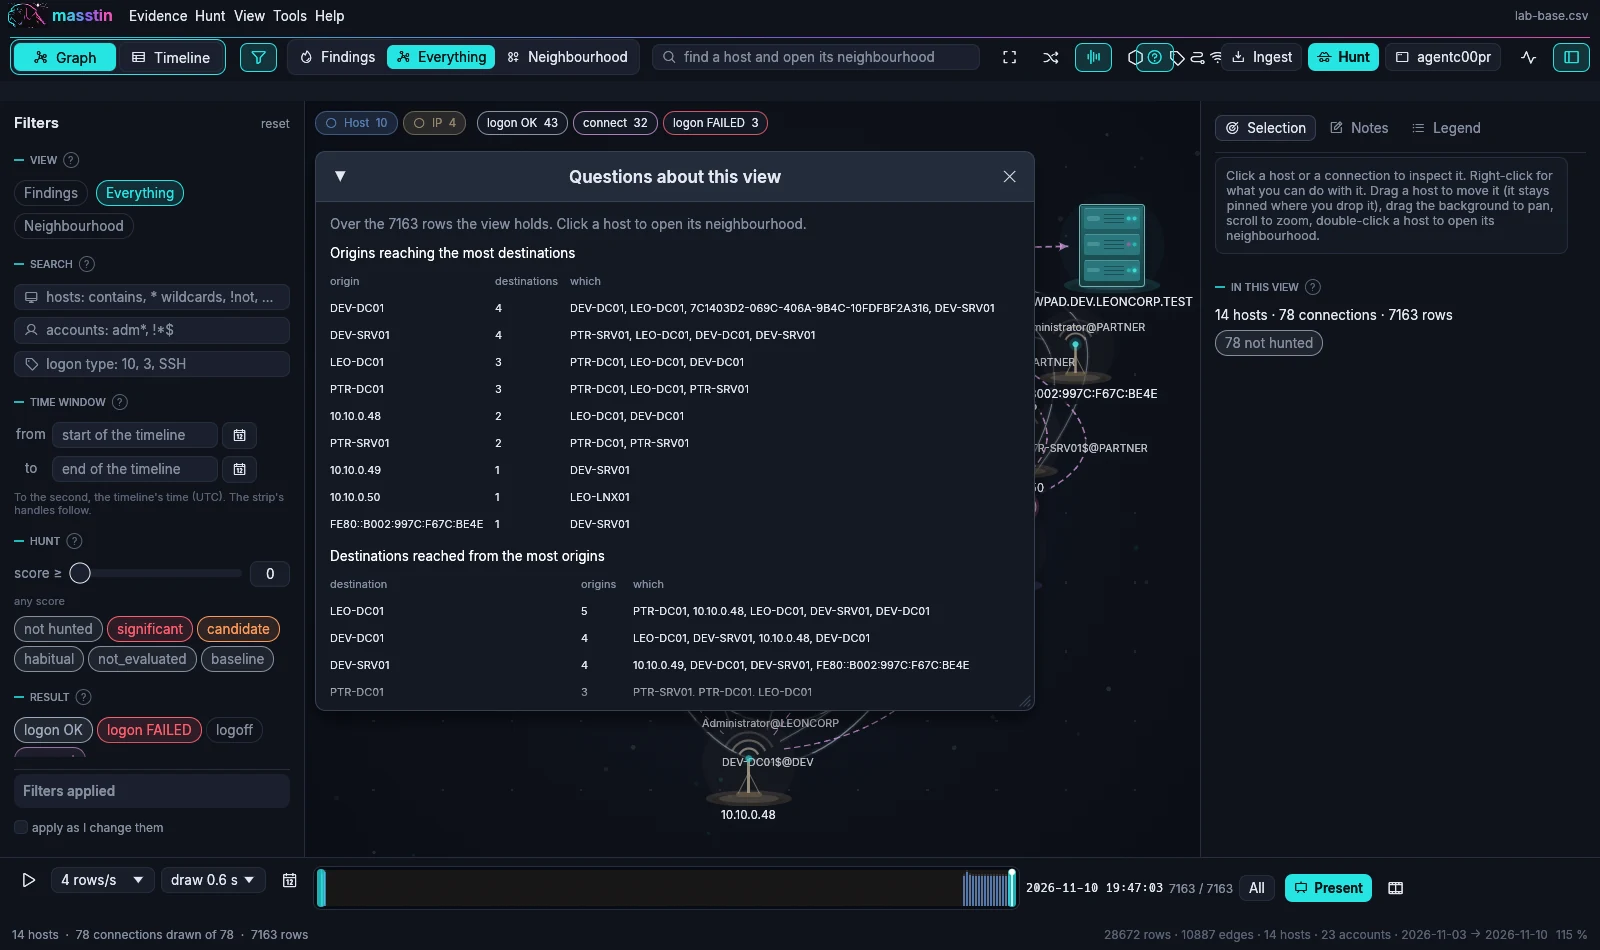 masstin Evidence Hunt View Tools Help lab-base.csv
Graph Timeline Findings Everything Neighbourhood find a host and open its neighbourhood Ingest Hunt agentc00pr
Filters reset
VIEW ?
Findings Everything
Neighbourhood
SEARCH ?
hosts: contains, * wildcards, !not, ...
accounts: adm*, !*$
logon type: 10, 3, SSH
TIME WINDOW ?
from start of the timeline
to end of the timeline
To the second, the timeline's time (UTC). The strip's
handles follow.
HUNT ?
score ≥ 0
any score
not hunted significant candidate
habitual not_evaluated baseline
RESULT ?
logon OK logon FAILED logoff
Filters applied
apply as I change them
Host 10 IP 4 logon OK 43 connect 32 logon FAILED 3
Questions about this view
Over the 7163 rows the view holds. Click a host to open its neighbourhood.
Origins reaching the most destinations
origin destinations which
DEV-DC01 4 DEV-DC01, LEO-DC01, 7C1403D2-069C-406A-9B4C-10FDFBF2A316, DEV-SRV01
DEV-SRV01 4 PTR-SRV01, LEO-DC01, DEV-DC01, DEV-SRV01
LEO-DC01 3 PTR-DC01, LEO-DC01, DEV-DC01
PTR-DC01 3 PTR-DC01, LEO-DC01, PTR-SRV01
10.10.0.48 2 LEO-DC01, DEV-DC01
PTR-SRV01 2 PTR-DC01, PTR-SRV01
10.10.0.49 1 DEV-SRV01
10.10.0.50 1 LEO-LNX01
FE80::B002:997C:F67C:BE4E 1 DEV-SRV01
Destinations reached from the most origins
destination origins which
LEO-DC01 5 PTR-DC01, 10.10.0.48, LEO-DC01, DEV-SRV01, DEV-DC01
DEV-DC01 4 LEO-DC01, DEV-SRV01, 10.10.0.48, DEV-DC01
DEV-SRV01 4 10.10.0.49, DEV-DC01, DEV-SRV01, FE80::B002:997C:F67C:BE4E
PTR-DC01 3 PTR-SRV01, PTR-DC01, LEO-DC01
WPAD.DEV.LEONCORP.TEST
ministrator@PARTNER
ARTNER
B002:997C:F67C:BE4E
TR-SRV01$@PARTNER
50
Administrator@LEONCORP
DEV-DC01$@DEV
10.10.0.48
Selection Notes Legend
Click a host or a connection to inspect it. Right-click for
what you can do with it. Drag a host to move it (it stays
pinned where you drop it), drag the background to pan,
scroll to zoom, double-click a host to open its
neighbourhood.
IN THIS VIEW ?
14 hosts · 78 connections · 7163 rows
78 not hunted
4 rows/s draw 0.6 s 2026-11-10 19:47:03 7163 / 7163 All Present
14 hosts · 78 connections drawn of 78 · 7163 rows
28672 rows · 10887 edges · 14 hosts · 23 accounts · 2026-11-03 → 2026-11-10 115 %